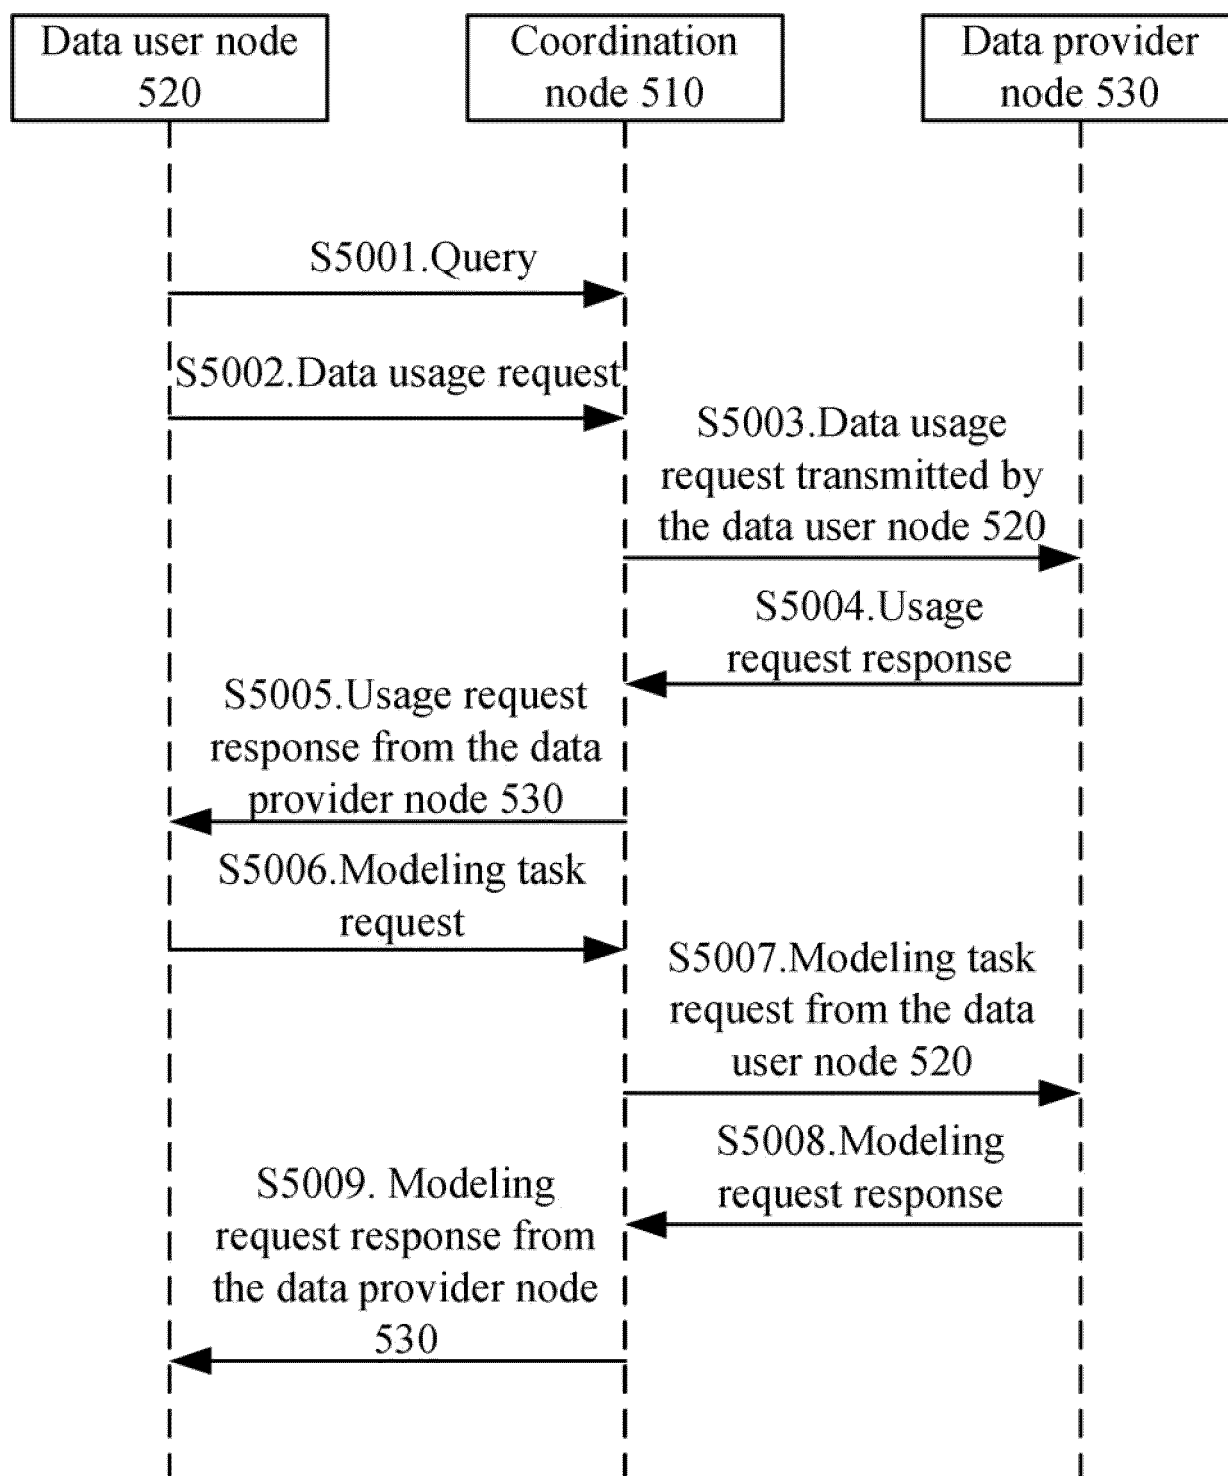 Data user node
520
Coordination
node 510
Data provider
node 530
S5001.Query
S5002.Data usage request
S5003.Data usage
request transmitted by
the data user node 520
S5004.Usage
request response
S5005.Usage request
response from the data
provider node 530
S5006.Modeling task
request
S5007.Modeling task
request from the data
user node 520
S5008.Modeling
request response
S5009. Modeling
request response from
the data provider node
530